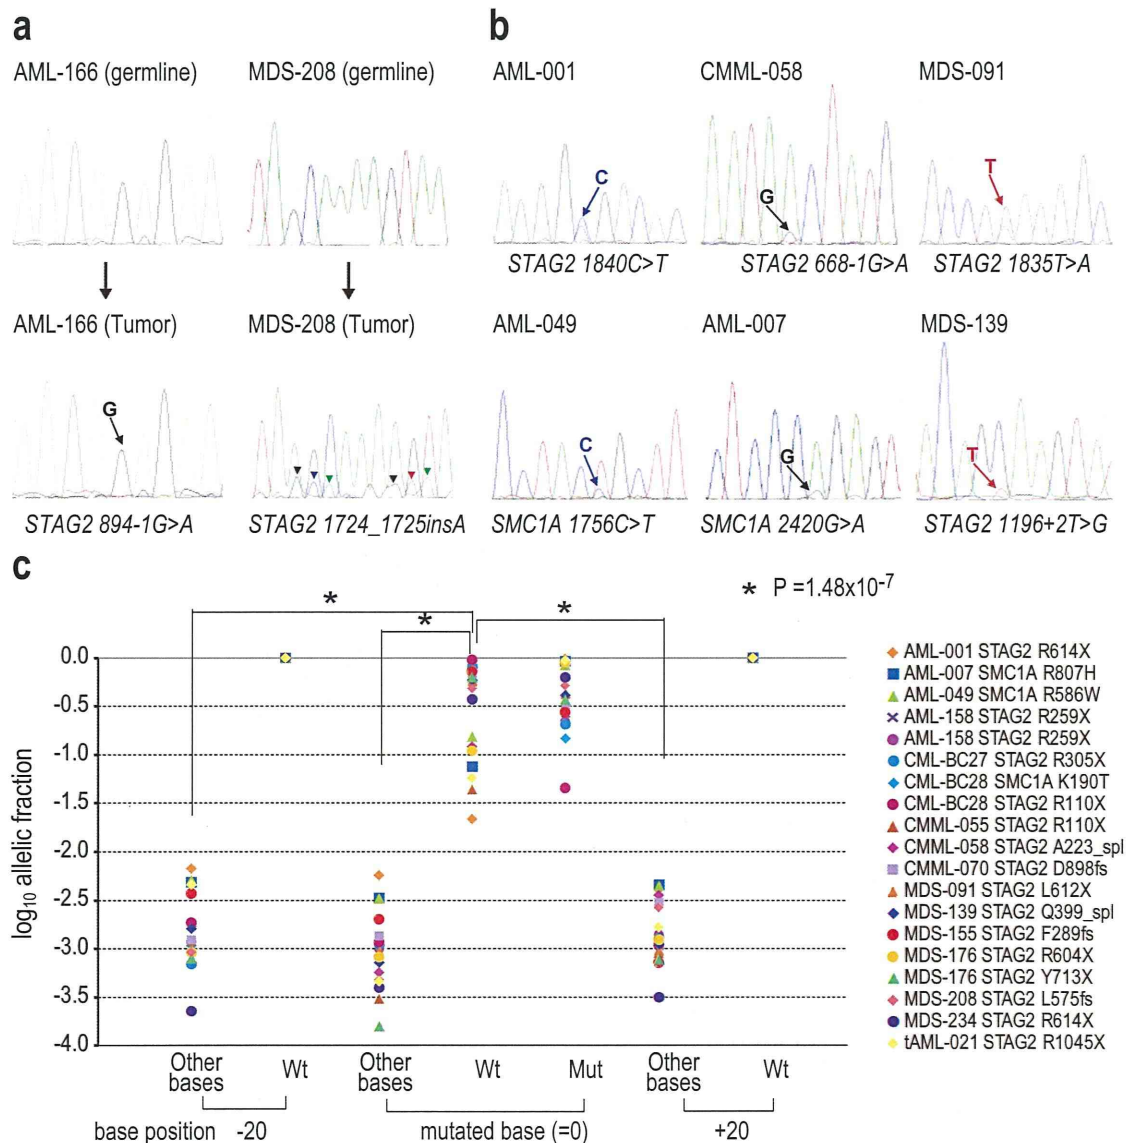 a
AML-166 (germline)
MDS-208 (germline)
AML-166 (Tumor)
MDS-208 (Tumor)
G
STAG2 894-1G>A
STAG2 1724_1725insA
b
AML-001
CMML-058
MDS-091
C
G
T
STAG2 1840C>T
STAG2 668-1G>A
STAG2 1835T>A
AML-049
AML-007
MDS-139
C
G
T
SMC1A 1756C>T
SMC1A 2420G>A
STAG2 1196+2T>G
c
* P =1.48x10-7
*
*
*
log10 allelic fraction
0.0
-0.5
-1.0
-1.5
-2.0
-2.5
-3.0
-3.5
-4.0
Other bases
Wt
Other bases
Wt
Mut
Other bases
Wt
base position -20
mutated base (=0)
+20
AML-001 STAG2 R614X
AML-007 SMC1A R807H
AML-049 SMC1A R586W
AML-158 STAG2 R259X
AML-158 STAG2 R259X
CML-BC27 STAG2 R305X
CML-BC28 SMC1A K190T
CML-BC28 STAG2 R110X
CMML-055 STAG2 R110X
CMML-058 STAG2 A223_spl
CMML-070 STAG2 D898fs
MDS-091 STAG2 L612X
MDS-139 STAG2 Q399_spl
MDS-155 STAG2 F289fs
MDS-176 STAG2 R604X
MDS-176 STAG2 Y713X
MDS-208 STAG2 L575fs
MDS-234 STAG2 R614X
tAML-021 STAG2 R1045X